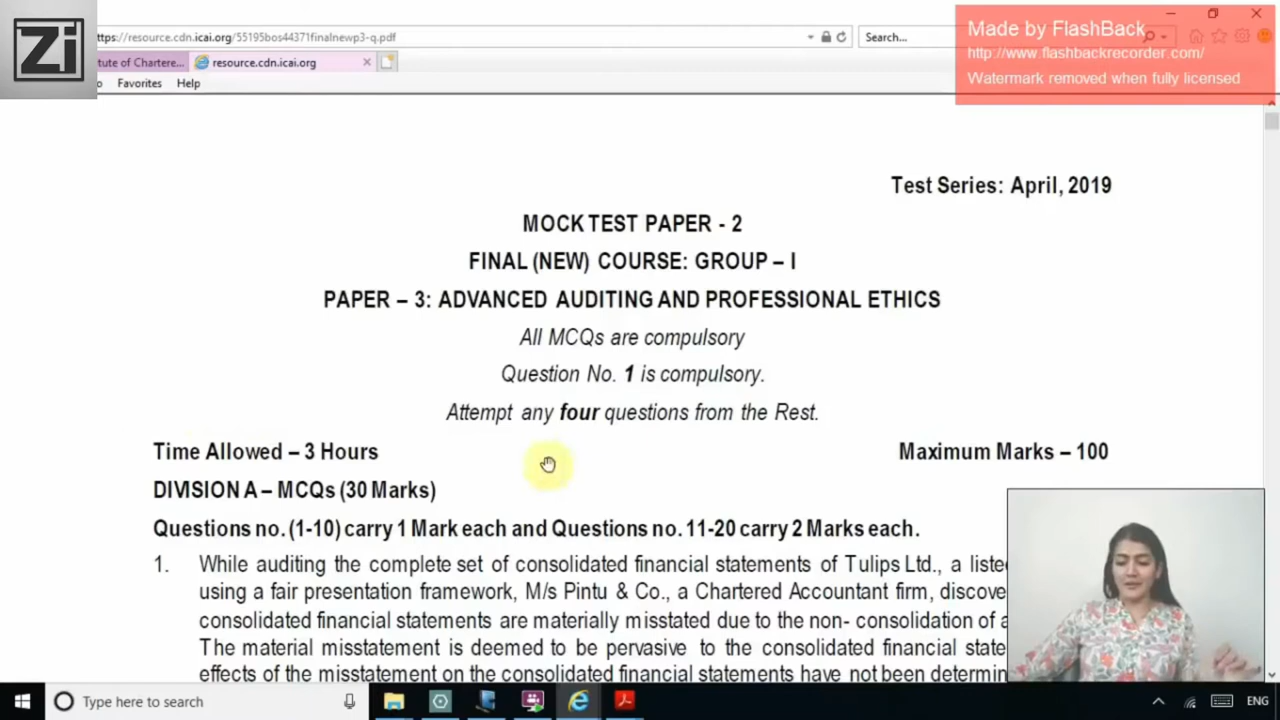 Zi
ttps://resource.cdn.icai.org/55195bos44371finalnewp3-q.pdf
Search...
tute of Chartere...
resource.cdn.icai.org
Favorites
Help
Made by FlashBack
http://www.flashbackrecorder.com/
Watermark removed when fully licensed
Test Series: April, 2019
MOCK TEST PAPER - 2
FINAL (NEW) COURSE: GROUP – I
PAPER – 3: ADVANCED AUDITING AND PROFESSIONAL ETHICS
All MCQs are compulsory
Question No. 1 is compulsory.
Attempt any four questions from the Rest.
Time Allowed – 3 Hours
Maximum Marks – 100
DIVISION A – MCQs (30 Marks)
Questions no. (1-10) carry 1 Mark each and Questions no. 11-20 carry 2 Marks each.
1. While auditing the complete set of consolidated financial statements of Tulips Ltd., a liste
using a fair presentation framework, M/s Pintu & Co., a Chartered Accountant firm, discove
consolidated financial statements are materially misstated due to the non- consolidation of a
The material misstatement is deemed to be pervasive to the consolidated financial state
effects of the misstatement on the consolidated financial statements have not been determin
Type here to search
ENG